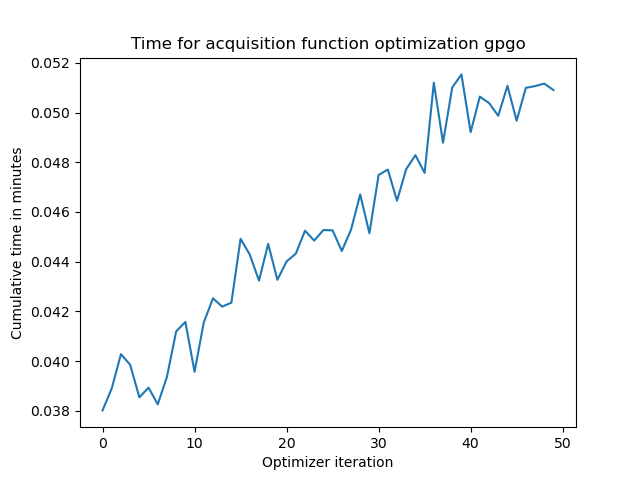 Time for acquisition function optimization gpgo
0.052
0.050
0.048
0.046
0.044
0.042
0.040
0.038
Cumulative time in minutes
0 10 20 30 40 50
Optimizer iteration